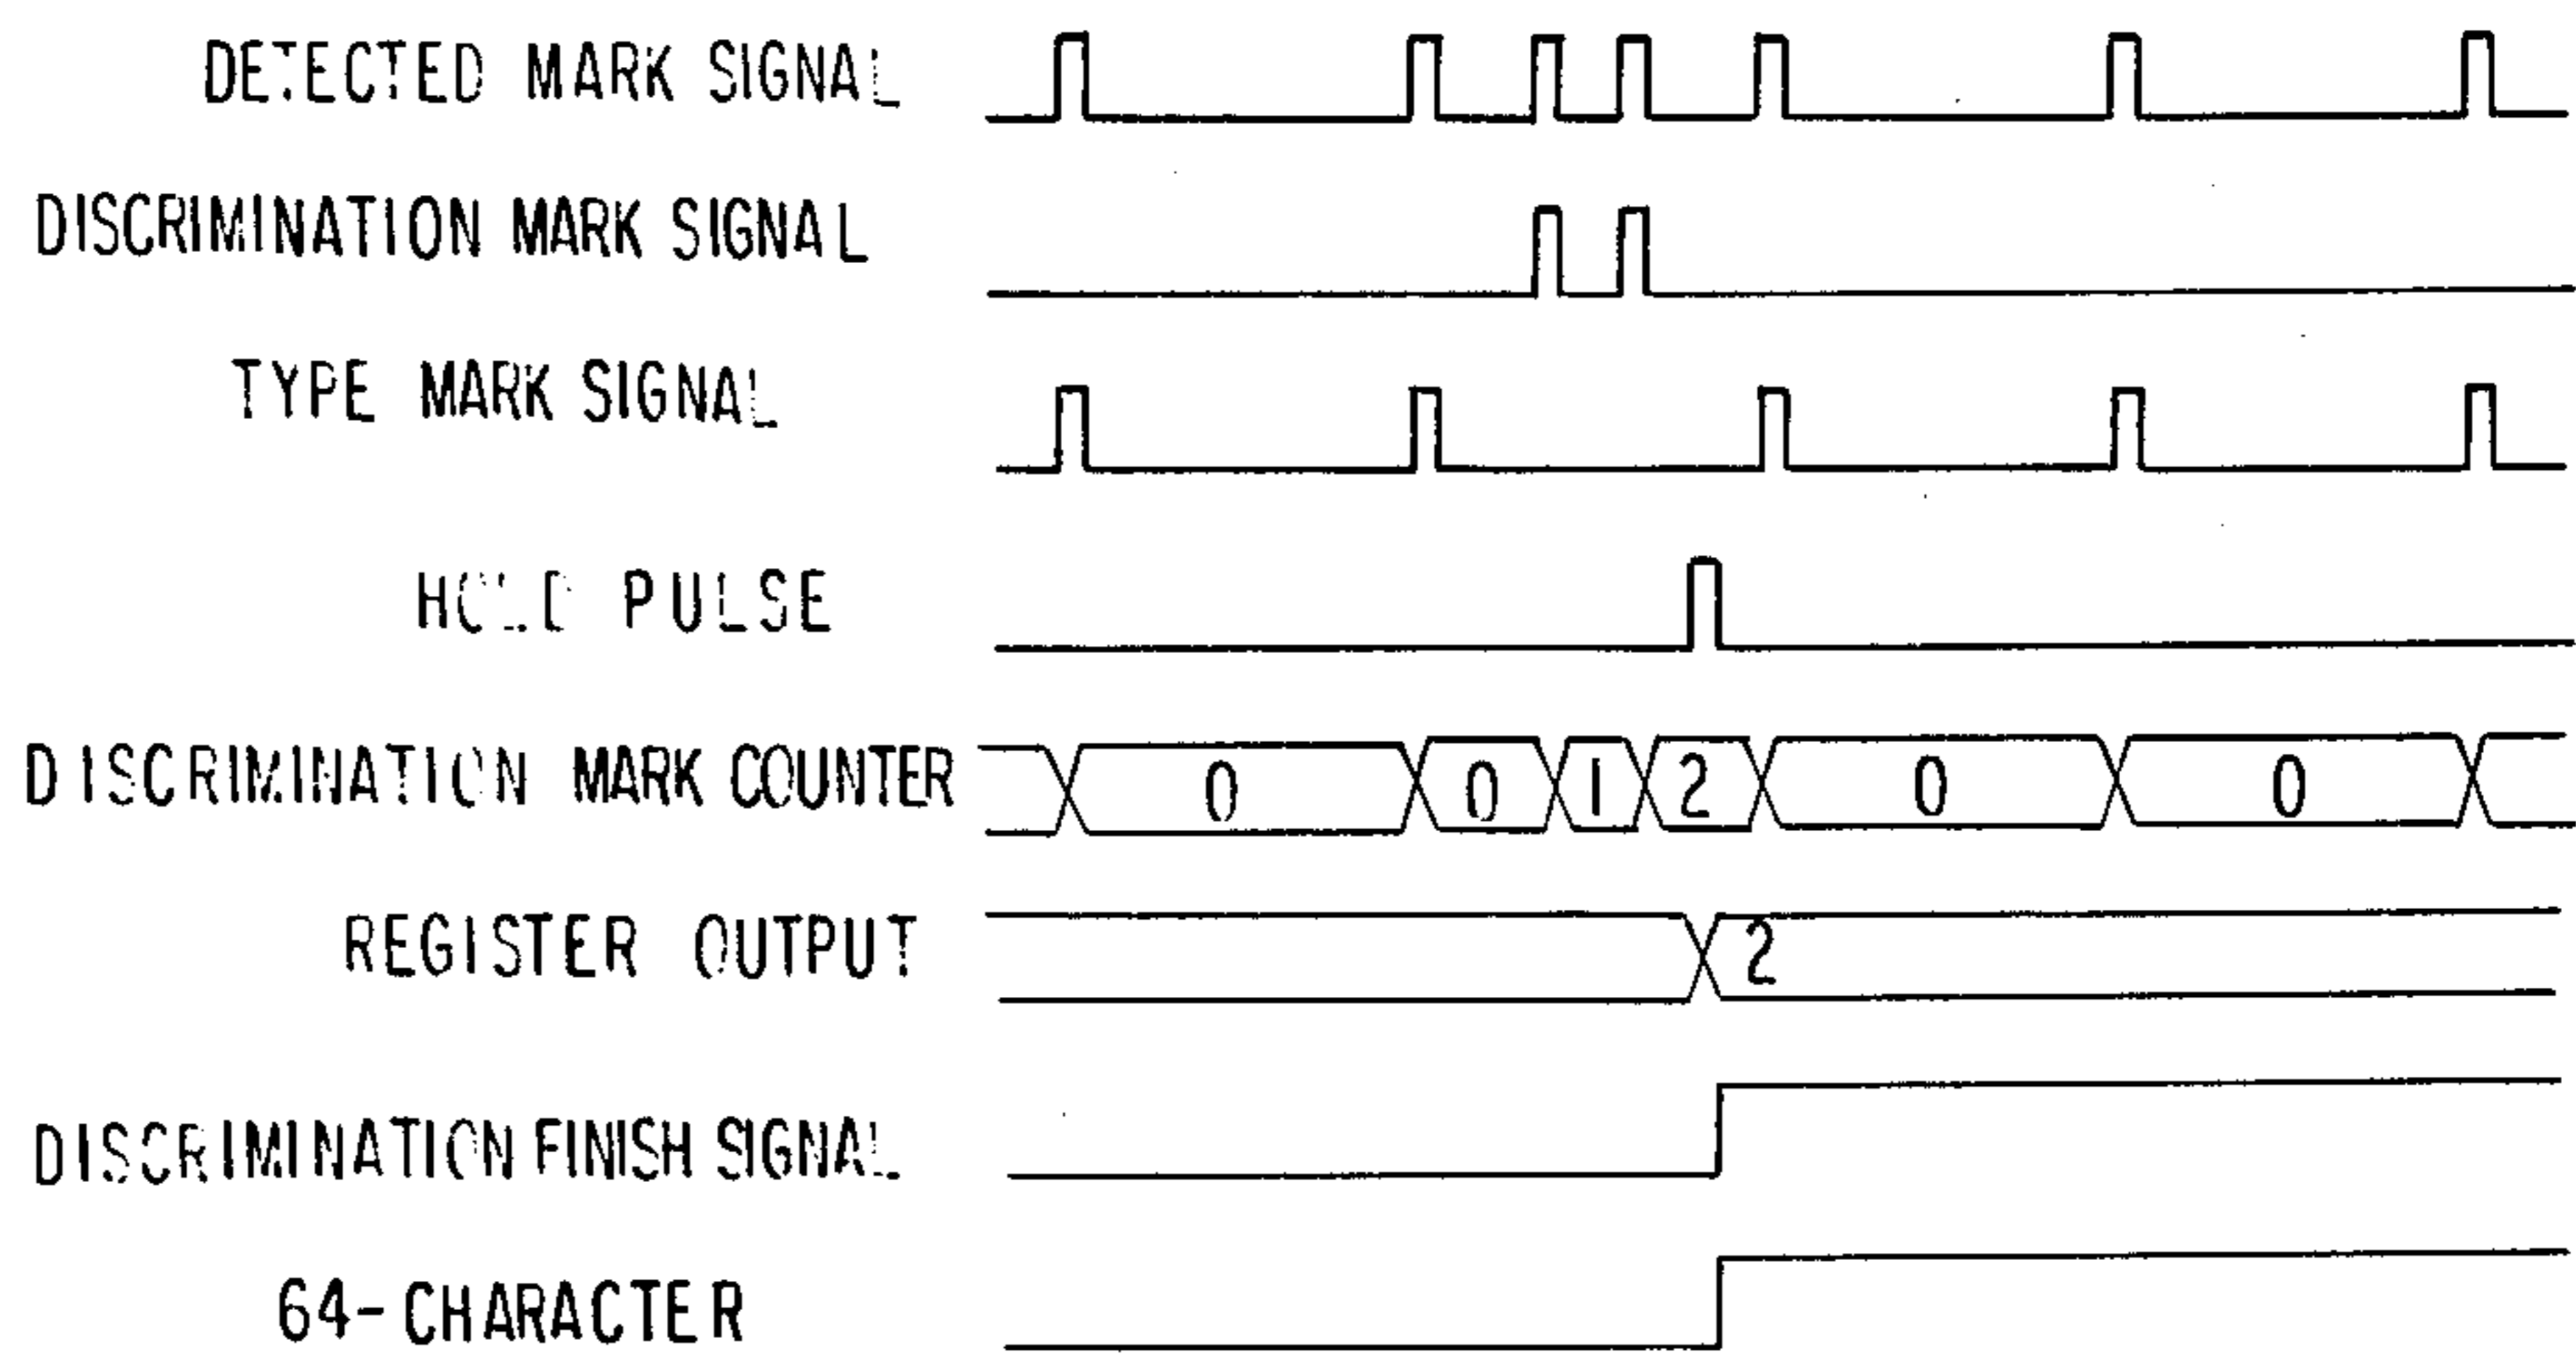 DETECTED MARK SIGNAL
DISCRIMINATION MARK SIGNAL
TYPE MARK SIGNAL
HOLD PULSE
DISCRIMINATION MARK COUNTER 0 0 1 2 0 0
REGISTER OUTPUT 2
DISCRIMINATION FINISH SIGNAL
64-CHARACTER